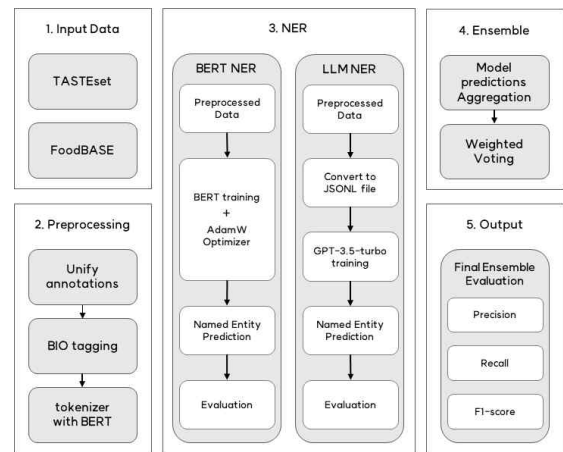 1. Input Data
TASTEset
FoodBASE
2. Preprocessing
Unify
annotations
BIO tagging
tokenizer
with BERT
3. NER
BERT NER
Preprocessed
Data
BERT training
+
AdamW
Optimizer
Named Entity
Prediction
Evaluation
LLM NER
Preprocessed
Data
Convert to
JSONL file
GPT-3.5-turbo
training
Named Entity
Prediction
Evaluation
4. Ensemble
Model
predictions
Aggregation
Weighted
Voting
5. Output
Final Ensemble
Evaluation
Precision
Recall
F1-score